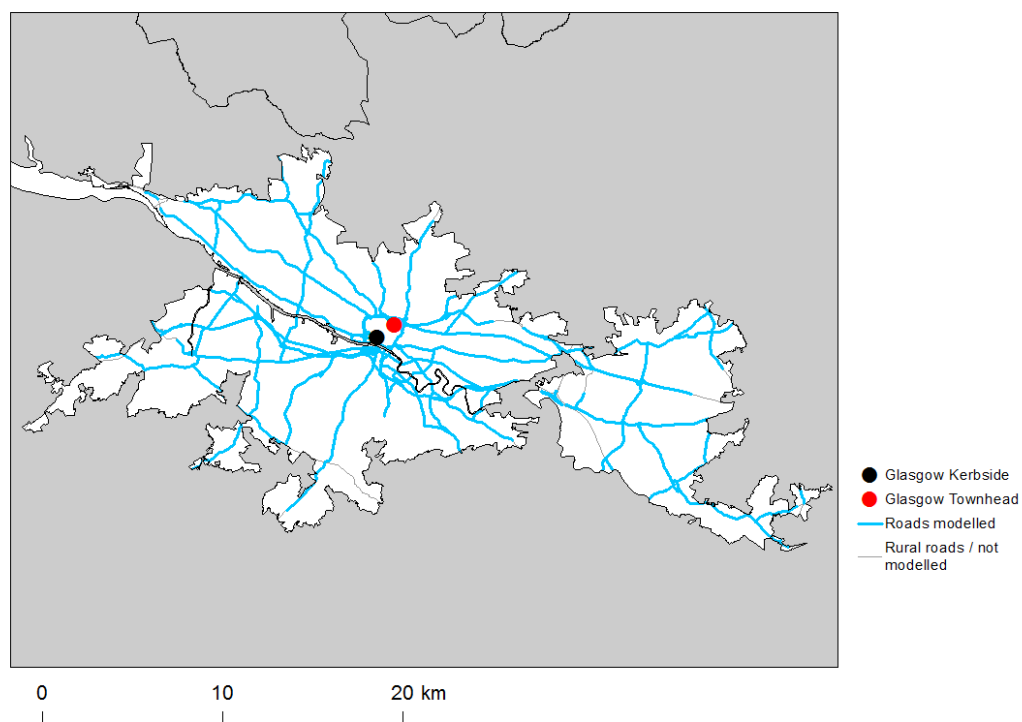 Glasgow Kerbside
Glasgow Townhead
Roads modelled
Rural roads / not
modelled
0 10 20 km